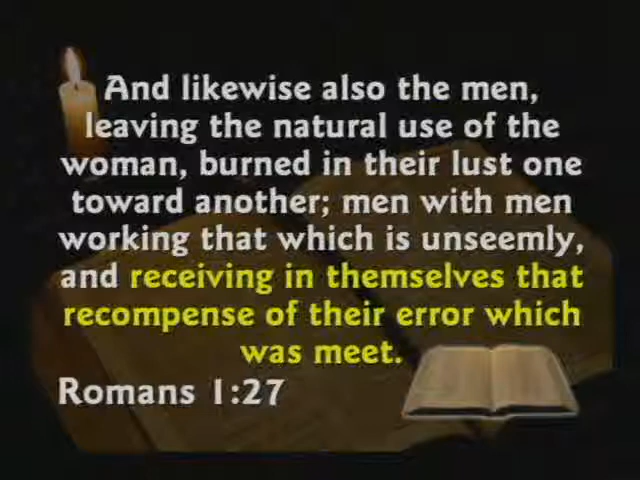 And likewise also the men,
leaving the natural use of the
woman, burned in their lust one
toward another; men with men
working that which is unseemly,
and receiving in themselves that
recompense of their error which
was meet.
Romans 1:27